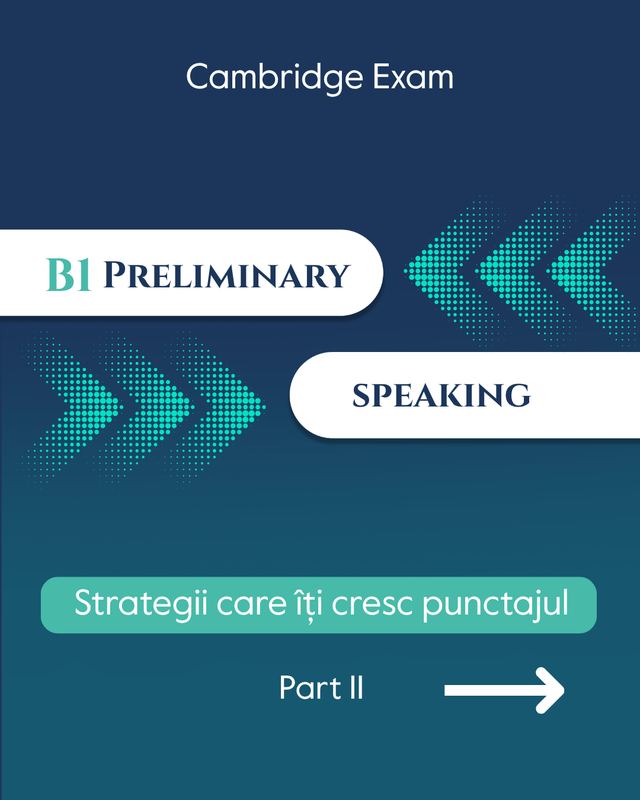 Cambridge Exam
B1 Preliminary
SPEAKING
Strategii care îți cresc punctajul
Part II